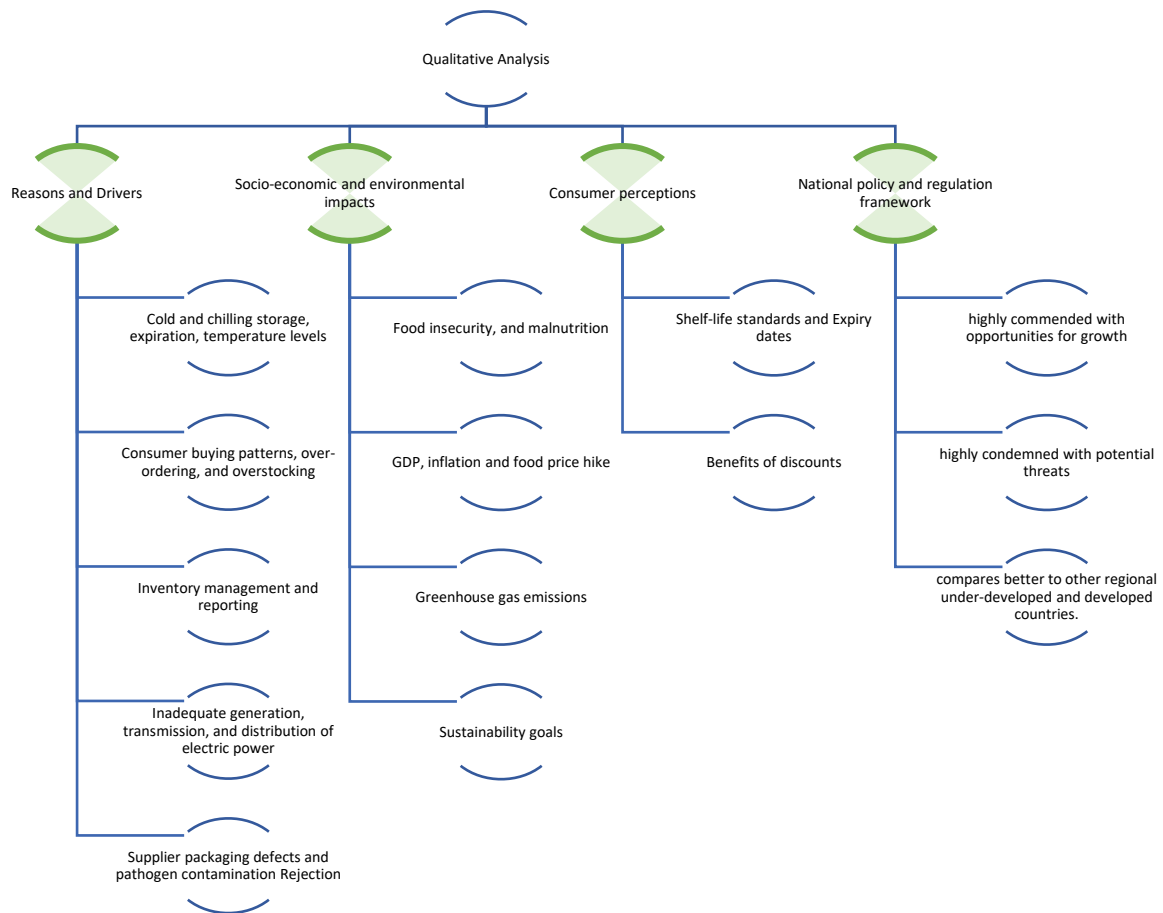 Qualitative Analysis
Reasons and Drivers
Socio-economic and environmental
impacts
Consumer perceptions
National policy and regulation
framework
Cold and chilling storage,
expiration, temperature levels
Consumer buying patterns, over-
ordering, and overstocking
Inventory management and
reporting
Inadequate generation,
transmission, and distribution of
electric power
Supplier packaging defects and
pathogen contamination Rejection
Food insecurity, and malnutrition
GDP, inflation and food price hike
Greenhouse gas emissions
Sustainability goals
Shelf-life standards and Expiry
dates
Benefits of discounts
highly commended with
opportunities for growth
highly condemned with potential
threats
compares better to other regional
under-developed and developed
countries.